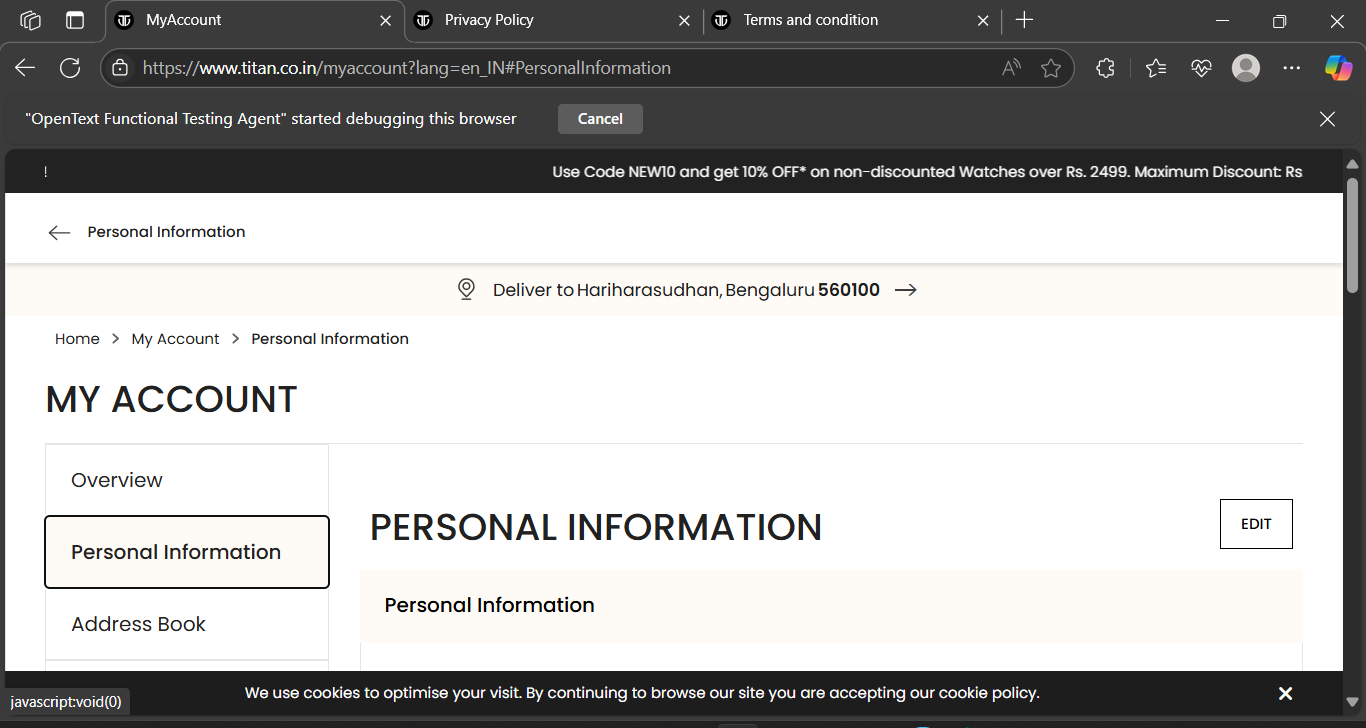 MyAccount
Privacy Policy
Terms and condition
https://www.titan.co.in/myaccount?lang=en_IN#PersonalInformation
"OpenText Functional Testing Agent" started debugging this browser
Cancel
! Use Code NEW10 and get 10% OFF* on non-discounted Watches over Rs. 2499. Maximum Discount: Rs
Personal Information
Deliver to Hariharasudhan, Bengaluru 560100
Home > My Account > Personal Information
MY ACCOUNT
Overview
PERSONAL INFORMATION
EDIT
Personal Information
Personal Information
Address Book
We use cookies to optimise your visit. By continuing to browse our site you are accepting our cookie policy.
javascript:void(0)